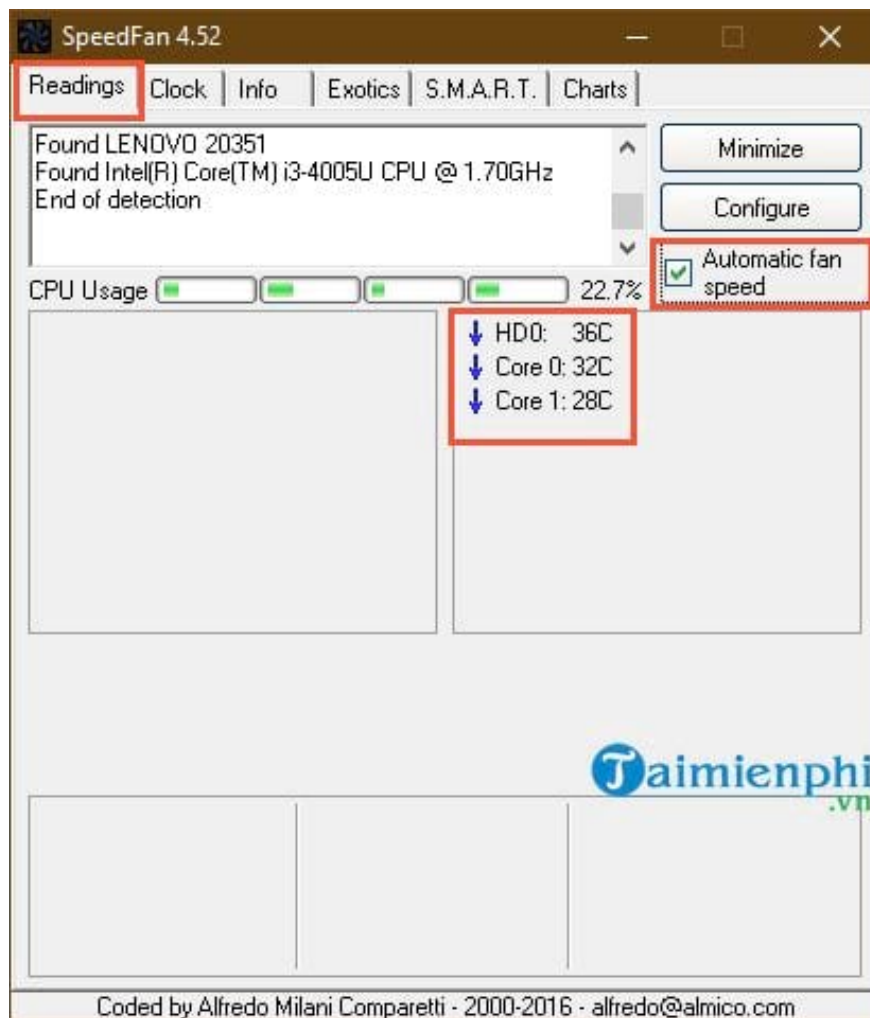 SpeedFan 4.52
Readings Clock Info Exotics S.M.A.R.T. Charts
Found LENOVO 20351
Found Intel(R) Core(TM) i3-4005U CPU @ 1.70GHz
End of detection
Minimize
Configure
Automatic fan
speed
CPU Usage 22.7%
HD0: 36C
Core 0: 32C
Core 1: 28C
Taimienphi
.vn
Coded by Alfredo Milani Comparetti - 2000-2016 - alfredo@almico.com